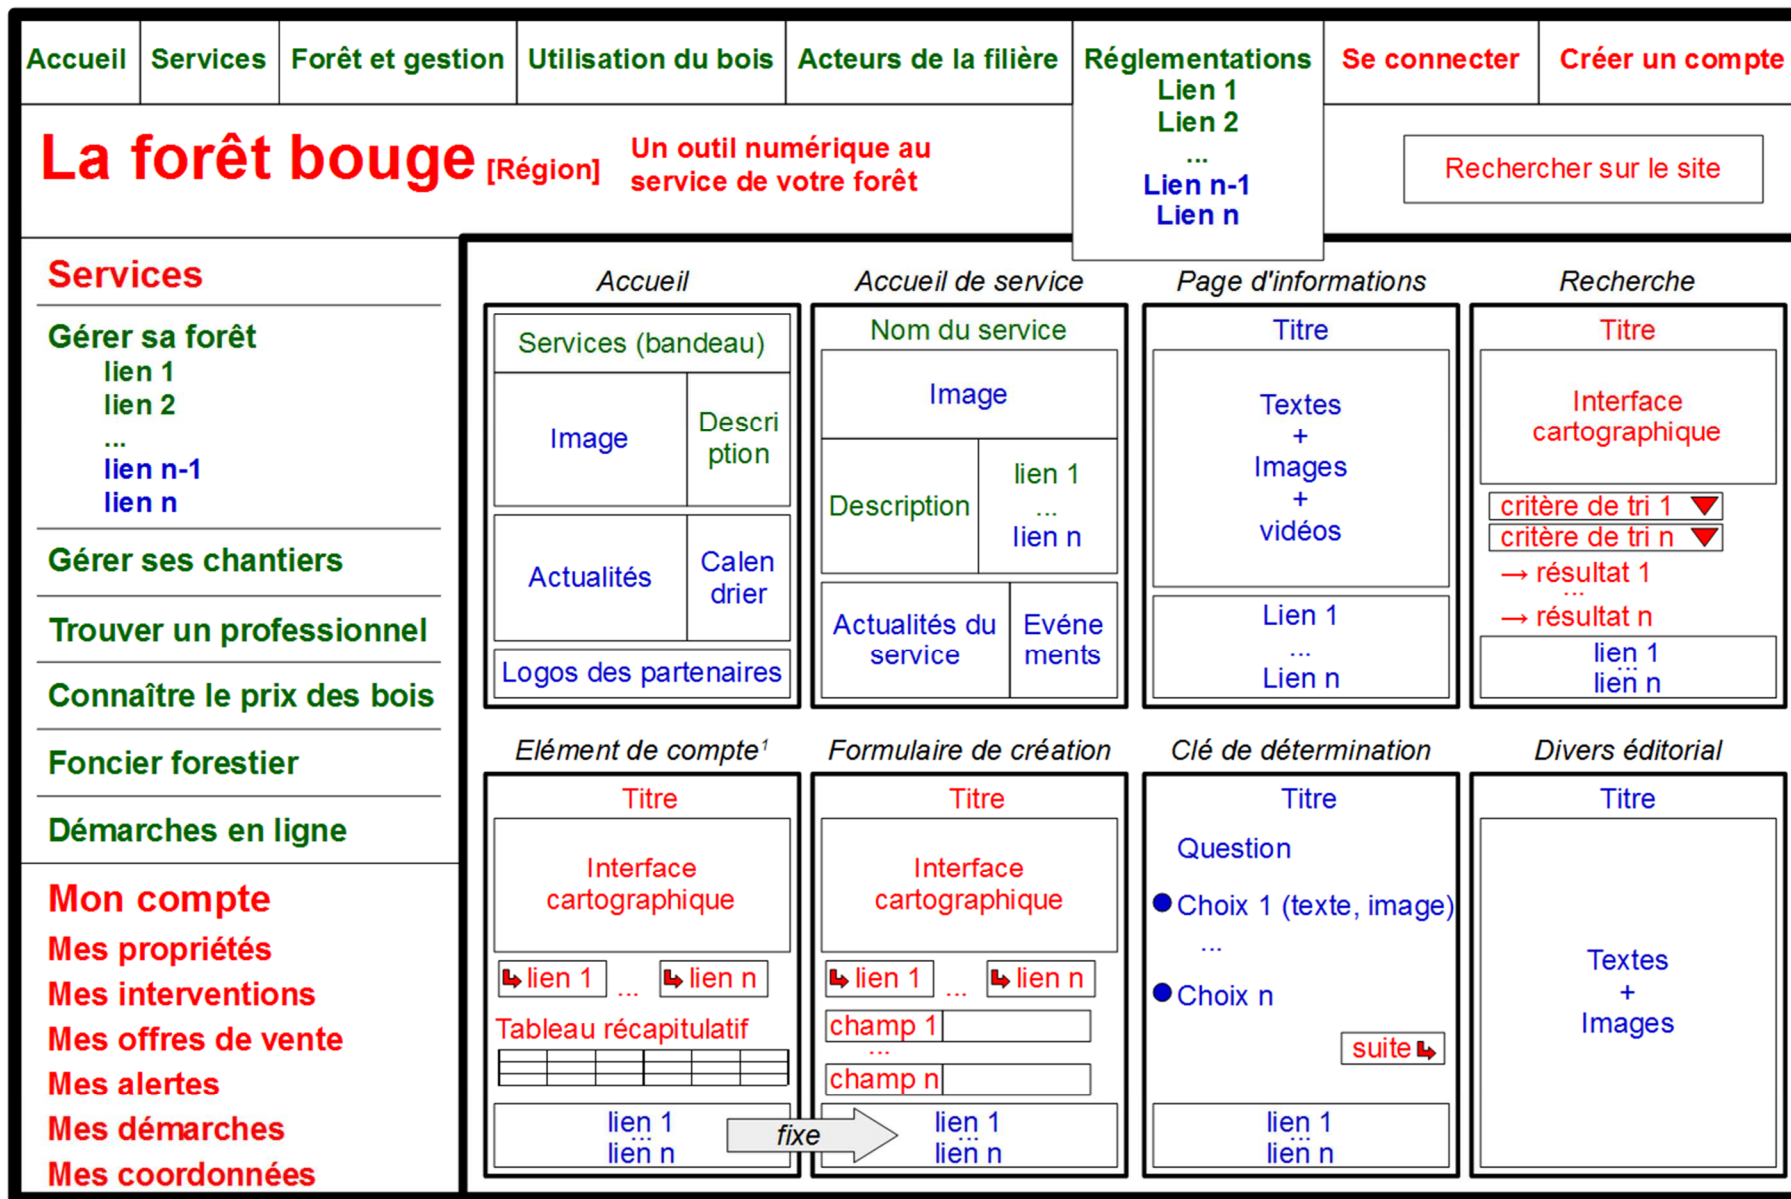 Accueil
Services
Forêt et gestion
Utilisation du bois
Acteurs de la filière
Réglementations
Lien 1
Lien 2
...
Lien n-1
Lien n
Se connecter
Créer un compte
La forêt bouge [Région]
Un outil numérique au
service de votre forêt
Rechercher sur le site
Services
Gérer sa forêt
lien 1
lien 2
...
lien n-1
lien n
Gérer ses chantiers
Trouver un professionnel
Connaître le prix des bois
Foncier forestier
Démarches en ligne
Mon compte
Mes propriétés
Mes interventions
Mes offres de vente
Mes alertes
Mes démarches
Mes coordonnées
Accueil
Services (bandeau)
Image
Descri
ption
Actualités
Calen
drier
Logos des partenaires
Accueil de service
Nom du service
Image
Description
lien 1
...
lien n
Actualités du
service
Evéne
ments
Page d'informations
Titre
Textes
+
Images
+
vidéos
Lien 1
...
Lien n
Recherche
Titre
Interface
cartographique
critère de tri 1
critère de tri n
→ résultat 1
...
→ résultat n
lien 1
...
lien n
Elément de compte¹
Titre
Interface
cartographique
lien 1 ... lien n
Tableau récapitulatif
lien 1
...
lien n
fixe
Formulaire de création
Titre
Interface
cartographique
lien 1 ... lien n
champ 1
...
champ n
lien 1
...
lien n
Clé de détermination
Titre
Question
Choix 1 (texte, image)
...
Choix n
suite
lien 1
...
lien n
Divers éditorial
Titre
Textes
+
Images